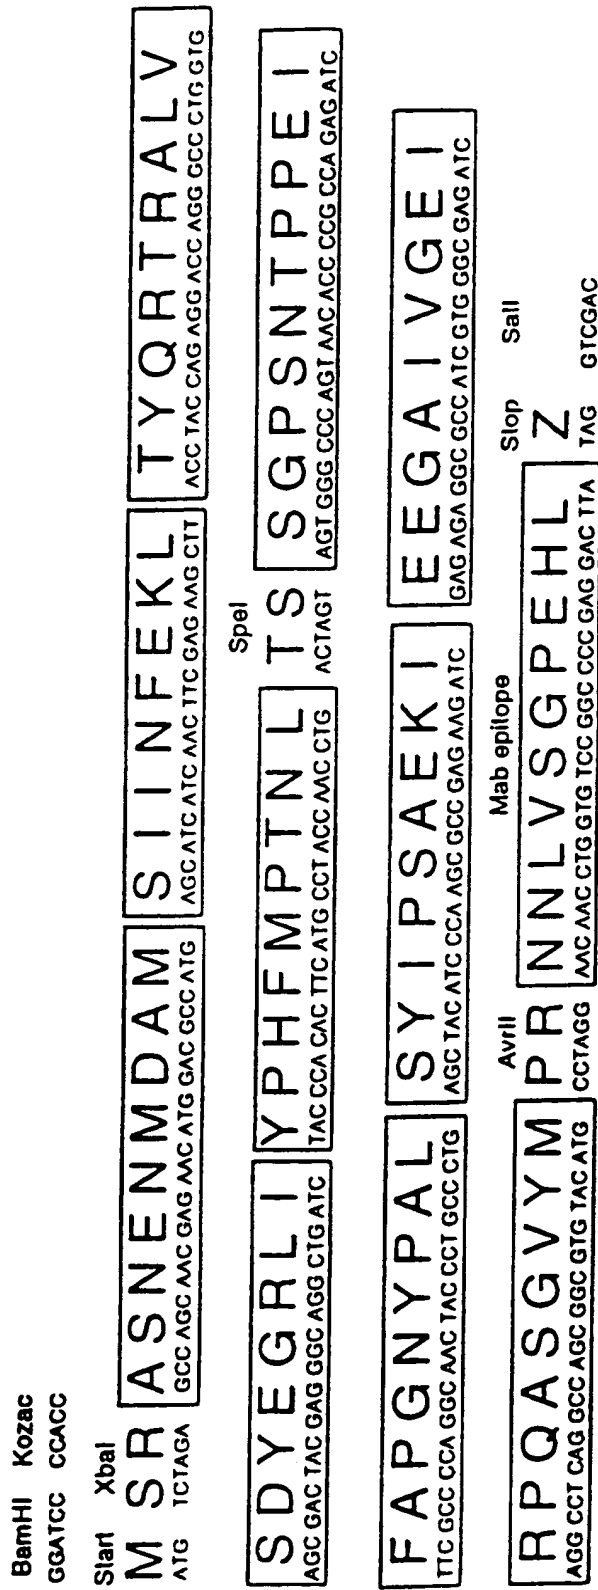 BamHI Kozac
GGATCC CCACC
Start XbaI
M SR ASNENMDAM SIINFEKL TYQRTRALV
ATG TCTAGA GCC AGC AAC GAG AAC ATG GAC GCC ATG AGC ATC ATC AAC TTC GAG AAG CTT ACC TAC CAG AGG ACC AGG GCC CTG GTG
SpeI
SDYEGRLI YPHFMPTNL TS SGPSNTPPEI
AGC GAC TAC GAG GGC AGG CTG ATC TAC CCA CAC TTC ATG CCT ACC AAC CTG ACTAGT AGT GGG CCC AGT AAC ACC CCG CCA GAG ATC
FAPGNYPAL SYIPSAEKI EEGAIVGEI
TTC GCC CCA GGC AAC TAC CCT GCC CTG AGC TAC ATC CCA AGC GCC GAG AAG ATC GAG AGA GGC GCC ATC GTG GGC GAG ATC
AvrII Mab epitope Stop SalI
RPQASGVYM PR NNLVSGPEHL Z
AGG CCT CAG GCC AGC GGC GTG TAC ATG CCTAGG AAC AAC CTG GTG TCC GGC CCC GAG GAC TTA TAG GTCGAC